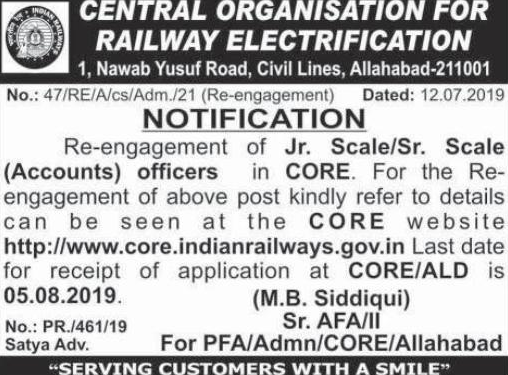 CENTRAL ORGANISATION FOR
RAILWAY ELECTRIFICATION
1, Nawab Yusuf Road, Civil Lines, Allahabad-211001
No.: 47/RE/A/cs/Adm./21 (Re-engagement) Dated: 12.07.2019
NOTIFICATION
Re-engagement of Jr. Scale/Sr. Scale
(Accounts) officers in CORE. For the Re-
engagement of above post kindly refer to details
can be seen at the CORE website
http://www.core.indianrailways.gov.in Last date
for receipt of application at CORE/ALD is
05.08.2019. (M.B. Siddiqui)
Sr. AFA/II
No.: PR./461/19
Satya Adv. For PFA/Admn/CORE/Allahabad
"SERVING CUSTOMERS WITH A SMILE"